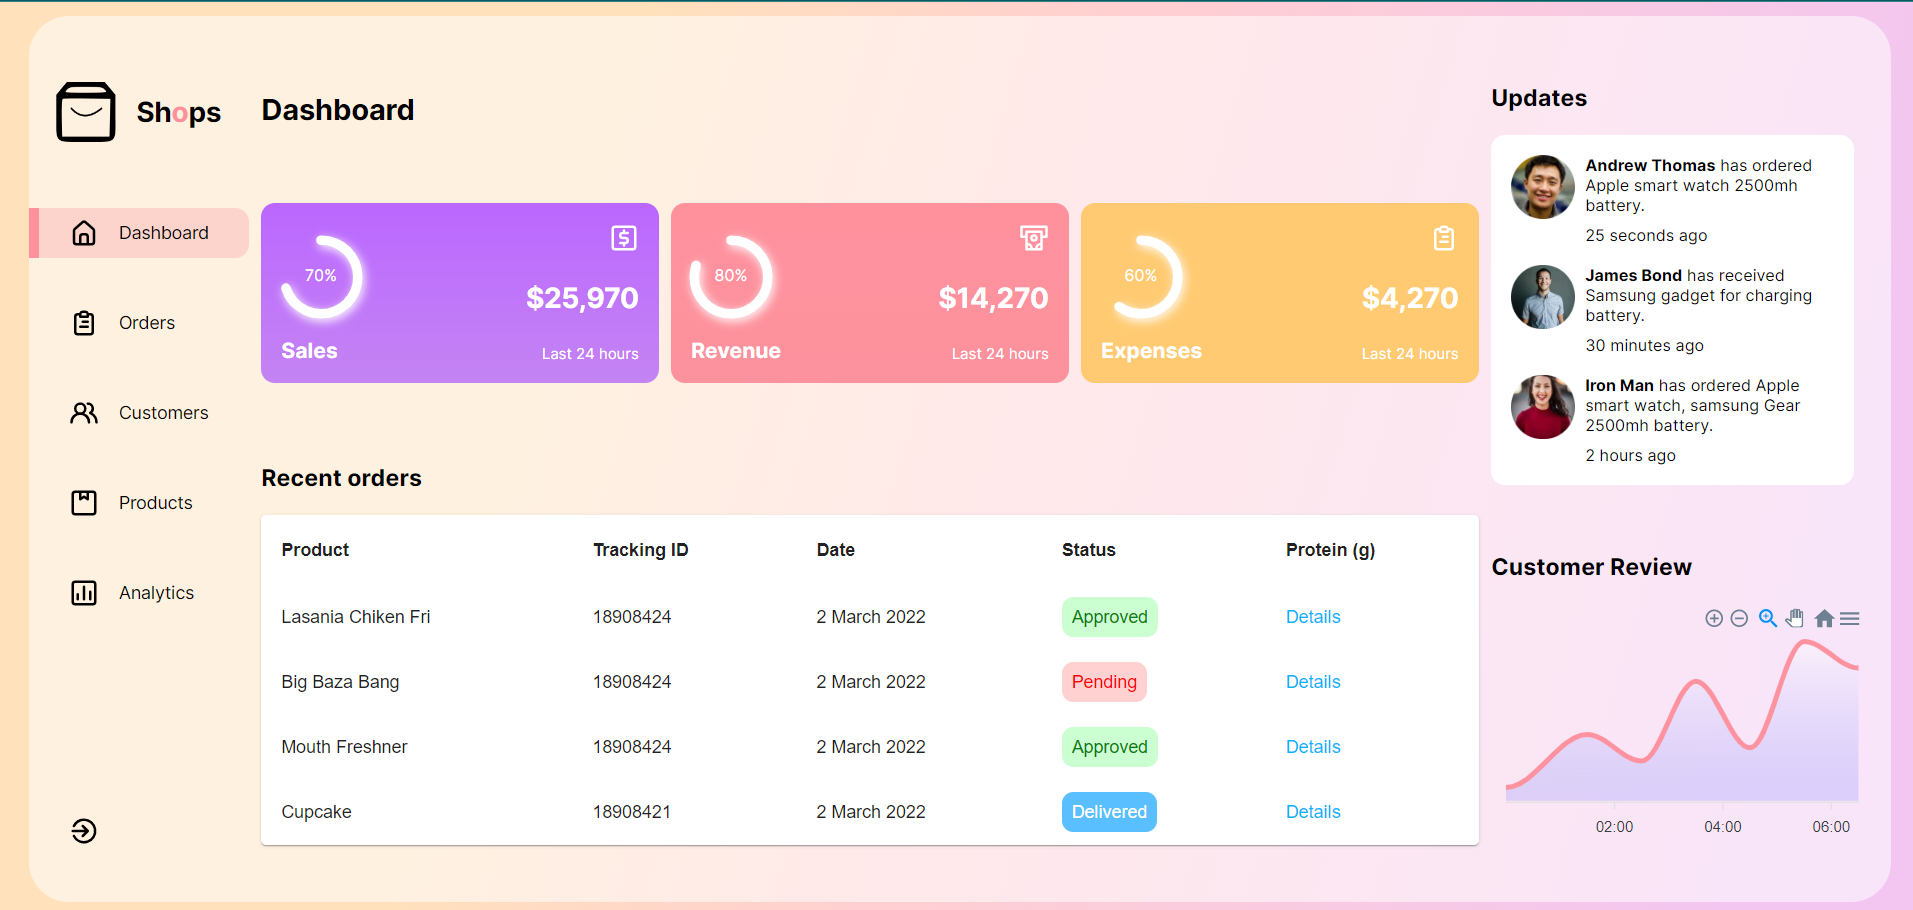 Shops
Dashboard
Orders
Customers
Products
Analytics
Dashboard
70%
$25,970
Sales
Last 24 hours
80%
$14,270
Revenue
Last 24 hours
60%
$4,270
Expenses
Last 24 hours
Recent orders
Product Tracking ID Date Status Protein (g)
Lasania Chiken Fri 18908424 2 March 2022 Approved Details
Big Baza Bang 18908424 2 March 2022 Pending Details
Mouth Freshner 18908424 2 March 2022 Approved Details
Cupcake 18908421 2 March 2022 Delivered Details
Updates
Andrew Thomas has ordered
Apple smart watch 2500mh
battery.
25 seconds ago
James Bond has received
Samsung gadget for charging
battery.
30 minutes ago
Iron Man has ordered Apple
smart watch, samsung Gear
2500mh battery.
2 hours ago
Customer Review
02:00 04:00 06:00